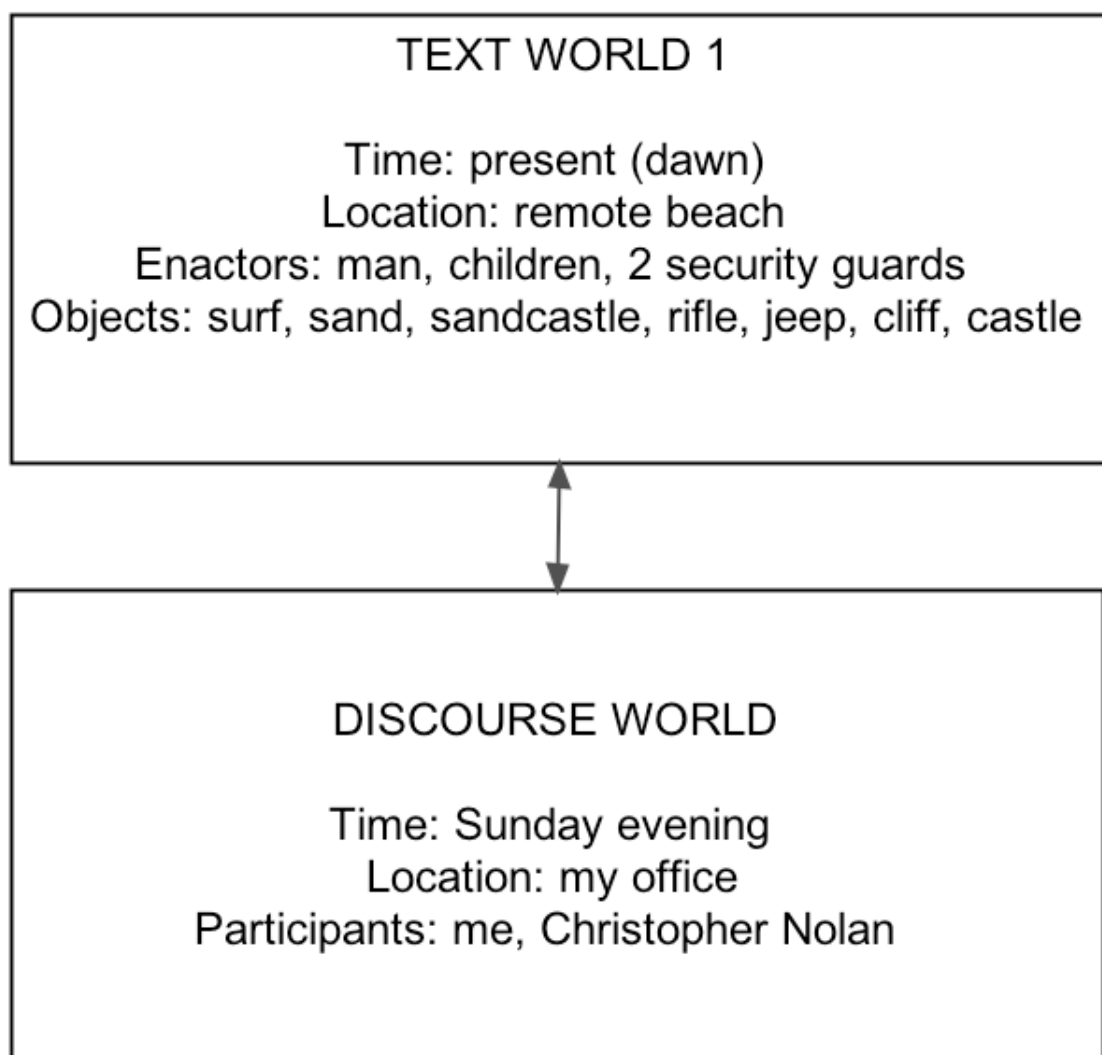 TEXT WORLD 1
Time: present (dawn)
Location: remote beach
Enactors: man, children, 2 security guards
Objects: surf, sand, sandcastle, rifle, jeep, cliff, castle
DISCOURSE WORLD
Time: Sunday evening
Location: my office
Participants: me, Christopher Nolan